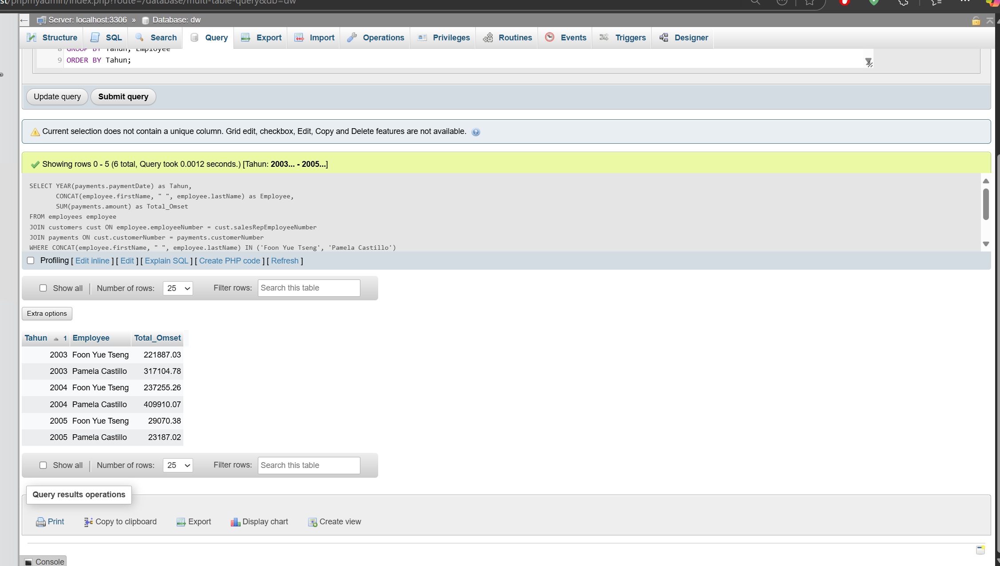 st/phpmyadmin/index.php?route=/database/multi-table-query&db=dw
Server: localhost:3306 » Database: dw
Structure SQL Search Query Export Import Operations Privileges Routines Events Triggers Designer
8 GROUP BY Tahun, Employee
9 ORDER BY Tahun;
Update query Submit query
Current selection does not contain a unique column. Grid edit, checkbox, Edit, Copy and Delete features are not available.
Showing rows 0 - 5 (6 total, Query took 0.0012 seconds.) [Tahun: 2003... - 2005...]
SELECT YEAR(payments.paymentDate) as Tahun,
CONCAT(employee.firstName, " ", employee.lastName) as Employee,
SUM(payments.amount) as Total_Omset
FROM employees employee
JOIN customers cust ON employee.employeeNumber = cust.salesRepEmployeeNumber
JOIN payments ON cust.customerNumber = payments.customerNumber
WHERE CONCAT(employee.firstName, " ", employee.lastName) IN ('Foon Yue Tseng', 'Pamela Castillo')
Profiling [ Edit inline ] [ Edit ] [ Explain SQL ] [ Create PHP code ] [ Refresh ]
Show all Number of rows: 25 Filter rows: Search this table
Extra options
Tahun 1 Employee Total_Omset
2003 Foon Yue Tseng 221887.03
2003 Pamela Castillo 317104.78
2004 Foon Yue Tseng 237255.26
2004 Pamela Castillo 409910.07
2005 Foon Yue Tseng 29070.38
2005 Pamela Castillo 23187.02
Show all Number of rows: 25 Filter rows: Search this table
Query results operations
Print Copy to clipboard Export Display chart Create view
Console